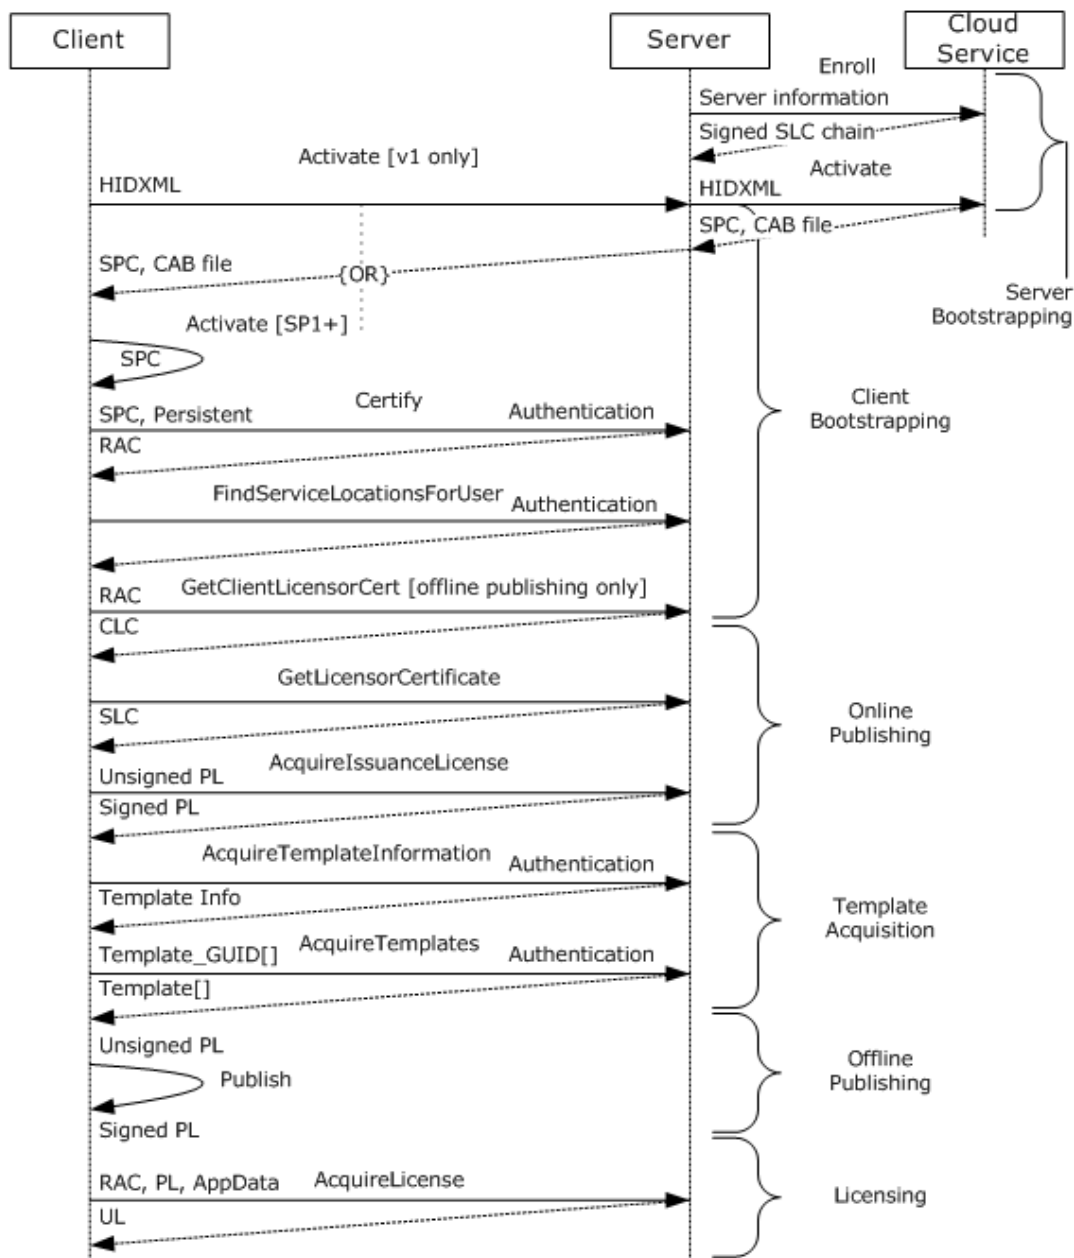 Client
Server
Cloud
Service
Enroll
Server information
Signed SLC chain
Activate [v1 only]
Activate
HIDXML
HIDXML
SPC, CAB file
SPC, CAB file
{OR}
Server
Bootstrapping
Activate [SP1+]
SPC
Certify
SPC, Persistent
Authentication
RAC
Client
Bootstrapping
FindServiceLocationsForUser
Authentication
GetClientLicensorCert [offline publishing only]
RAC
CLC
GetLicensorCertificate
SLC
Online
Publishing
AcquireIssuanceLicense
Unsigned PL
Signed PL
AcquireTemplateInformation
Authentication
Template Info
Template
Acquisition
AcquireTemplates
Template_GUID[]
Authentication
Template[]
Unsigned PL
Publish
Offline
Publishing
Signed PL
RAC, PL, AppData
AcquireLicense
Licensing
UL